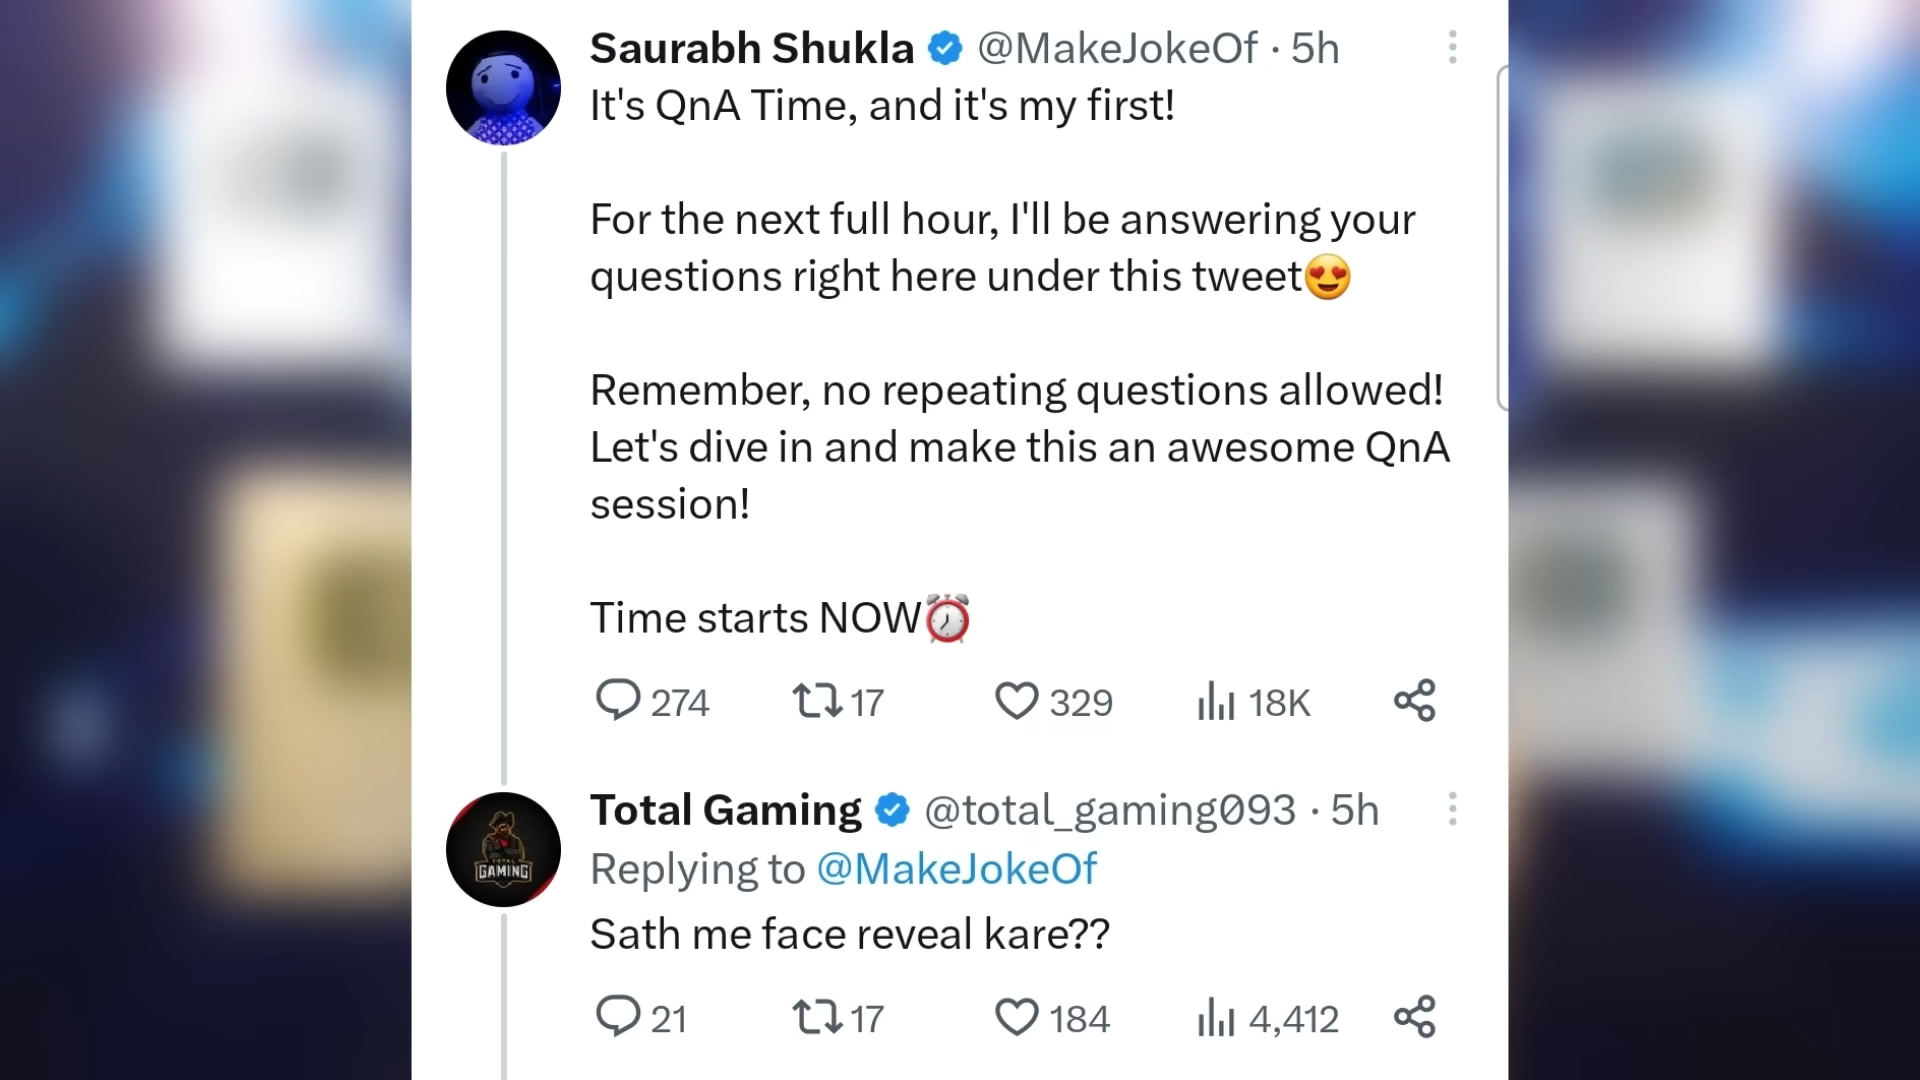 Saurabh Shukla @MakeJokeOf · 5h
It's QnA Time, and it's my first!
For the next full hour, I'll be answering your
questions right here under this tweet😍
Remember, no repeating questions allowed!
Let's dive in and make this an awesome QnA
session!
Time starts NOW⏰
274 17 329 18K
Total Gaming @total_gaming093 · 5h
TOTAL
GAMING
Replying to @MakeJokeOf
Sath me face reveal kare??
21 17 184 4,412